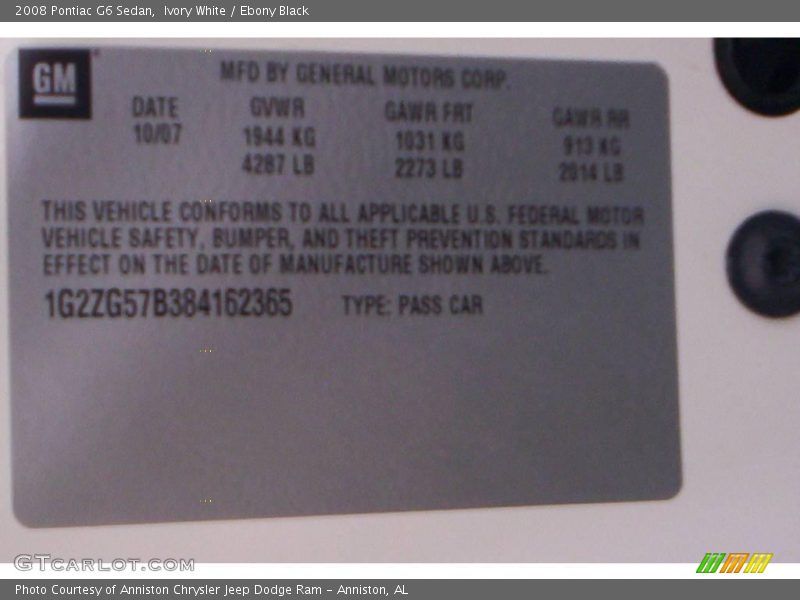 2008 Pontiac G6 Sedan,  Ivory White / Ebony Black
GM
MFD BY GENERAL MOTORS CORP.
DATE GVWR GAWR FRT GAWR RR
10/07 1944 KG 1031 KG 913 KG
4287 LB 2273 LB 2014 LB
THIS VEHICLE CONFORMS TO ALL APPLICABLE U.S. FEDERAL MOTOR
VEHICLE SAFETY, BUMPER, AND THEFT PREVENTION STANDARDS IN
EFFECT ON THE DATE OF MANUFACTURE SHOWN ABOVE.
1G2ZG57B384162365 TYPE: PASS CAR
GTCARLOT.COM
Photo Courtesy of Anniston Chrysler Jeep Dodge Ram - Anniston, AL